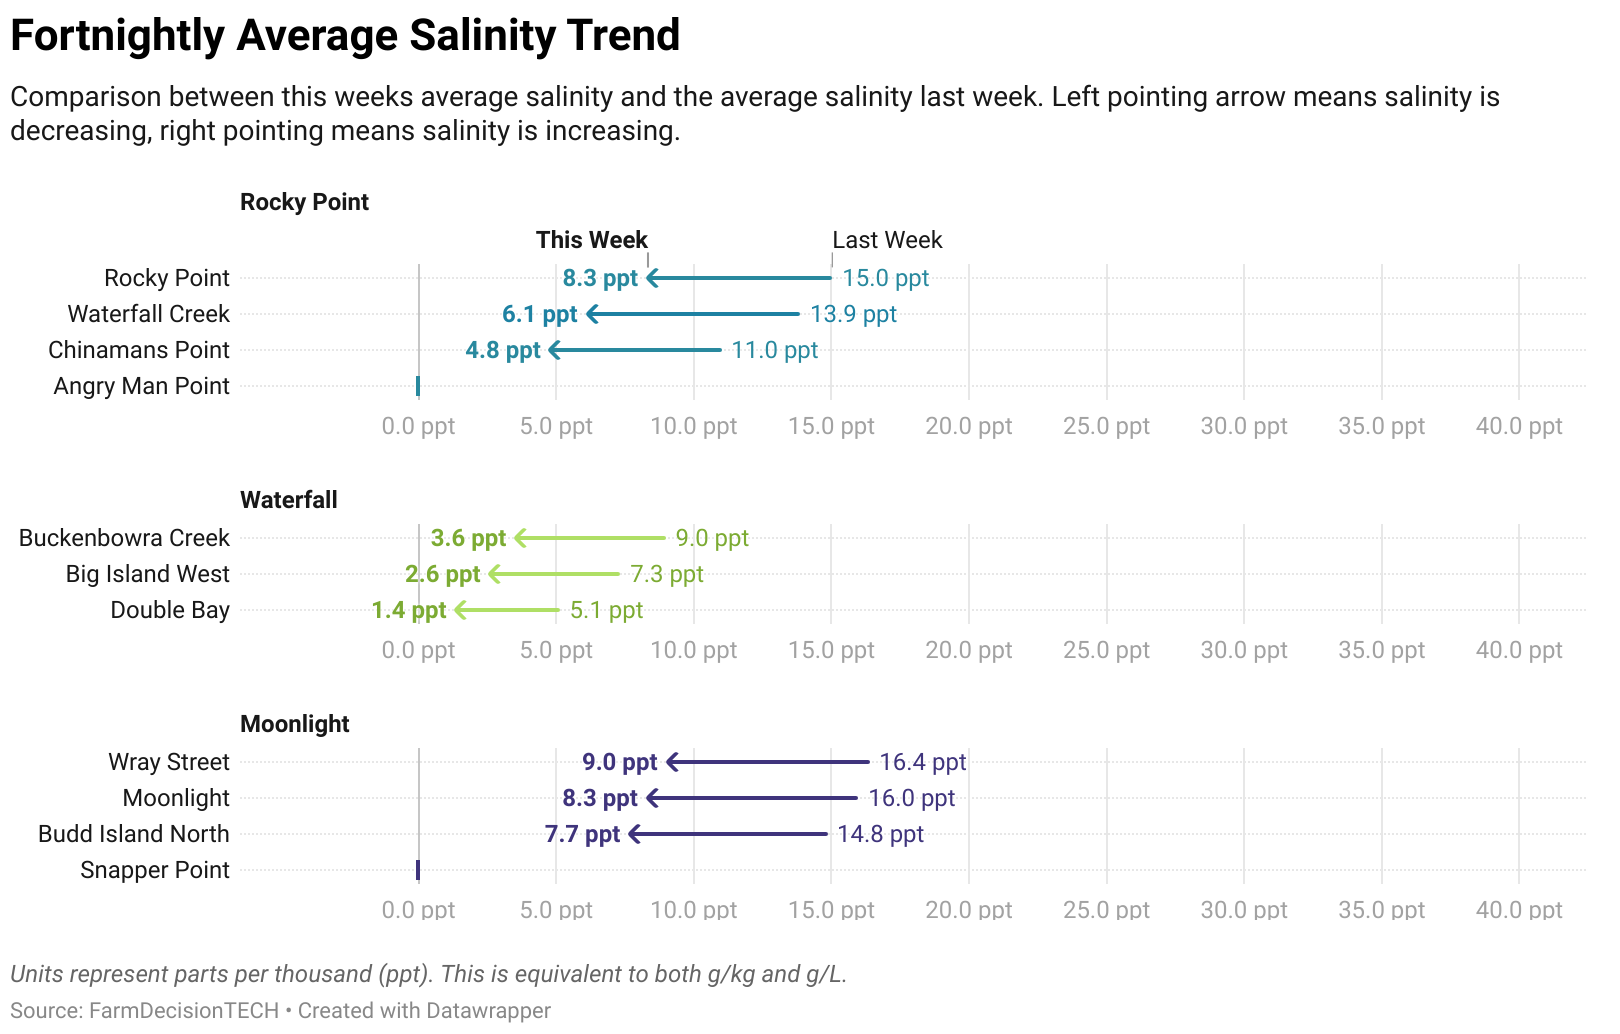 Fortnightly Average Salinity Trend
Comparison between this weeks average salinity and the average salinity last week. Left pointing arrow means salinity is
decreasing, right pointing means salinity is increasing.
Rocky Point
This Week Last Week
Rocky Point 8.3 ppt 15.0 ppt
Waterfall Creek 6.1 ppt 13.9 ppt
Chinamans Point 4.8 ppt 11.0 ppt
Angry Man Point
0.0 ppt 5.0 ppt 10.0 ppt 15.0 ppt 20.0 ppt 25.0 ppt 30.0 ppt 35.0 ppt 40.0 ppt
Waterfall
Buckenbowra Creek 3.6 ppt 9.0 ppt
Big Island West 2.6 ppt 7.3 ppt
Double Bay 1.4 ppt 5.1 ppt
0.0 ppt 5.0 ppt 10.0 ppt 15.0 ppt 20.0 ppt 25.0 ppt 30.0 ppt 35.0 ppt 40.0 ppt
Moonlight
Wray Street 9.0 ppt 16.4 ppt
Moonlight 8.3 ppt 16.0 ppt
Budd Island North 7.7 ppt 14.8 ppt
Snapper Point
0.0 ppt 5.0 ppt 10.0 ppt 15.0 ppt 20.0 ppt 25.0 ppt 30.0 ppt 35.0 ppt 40.0 ppt
Units represent parts per thousand (ppt). This is equivalent to both g/kg and g/L.
Source: FarmDecisionTECH • Created with Datawrapper